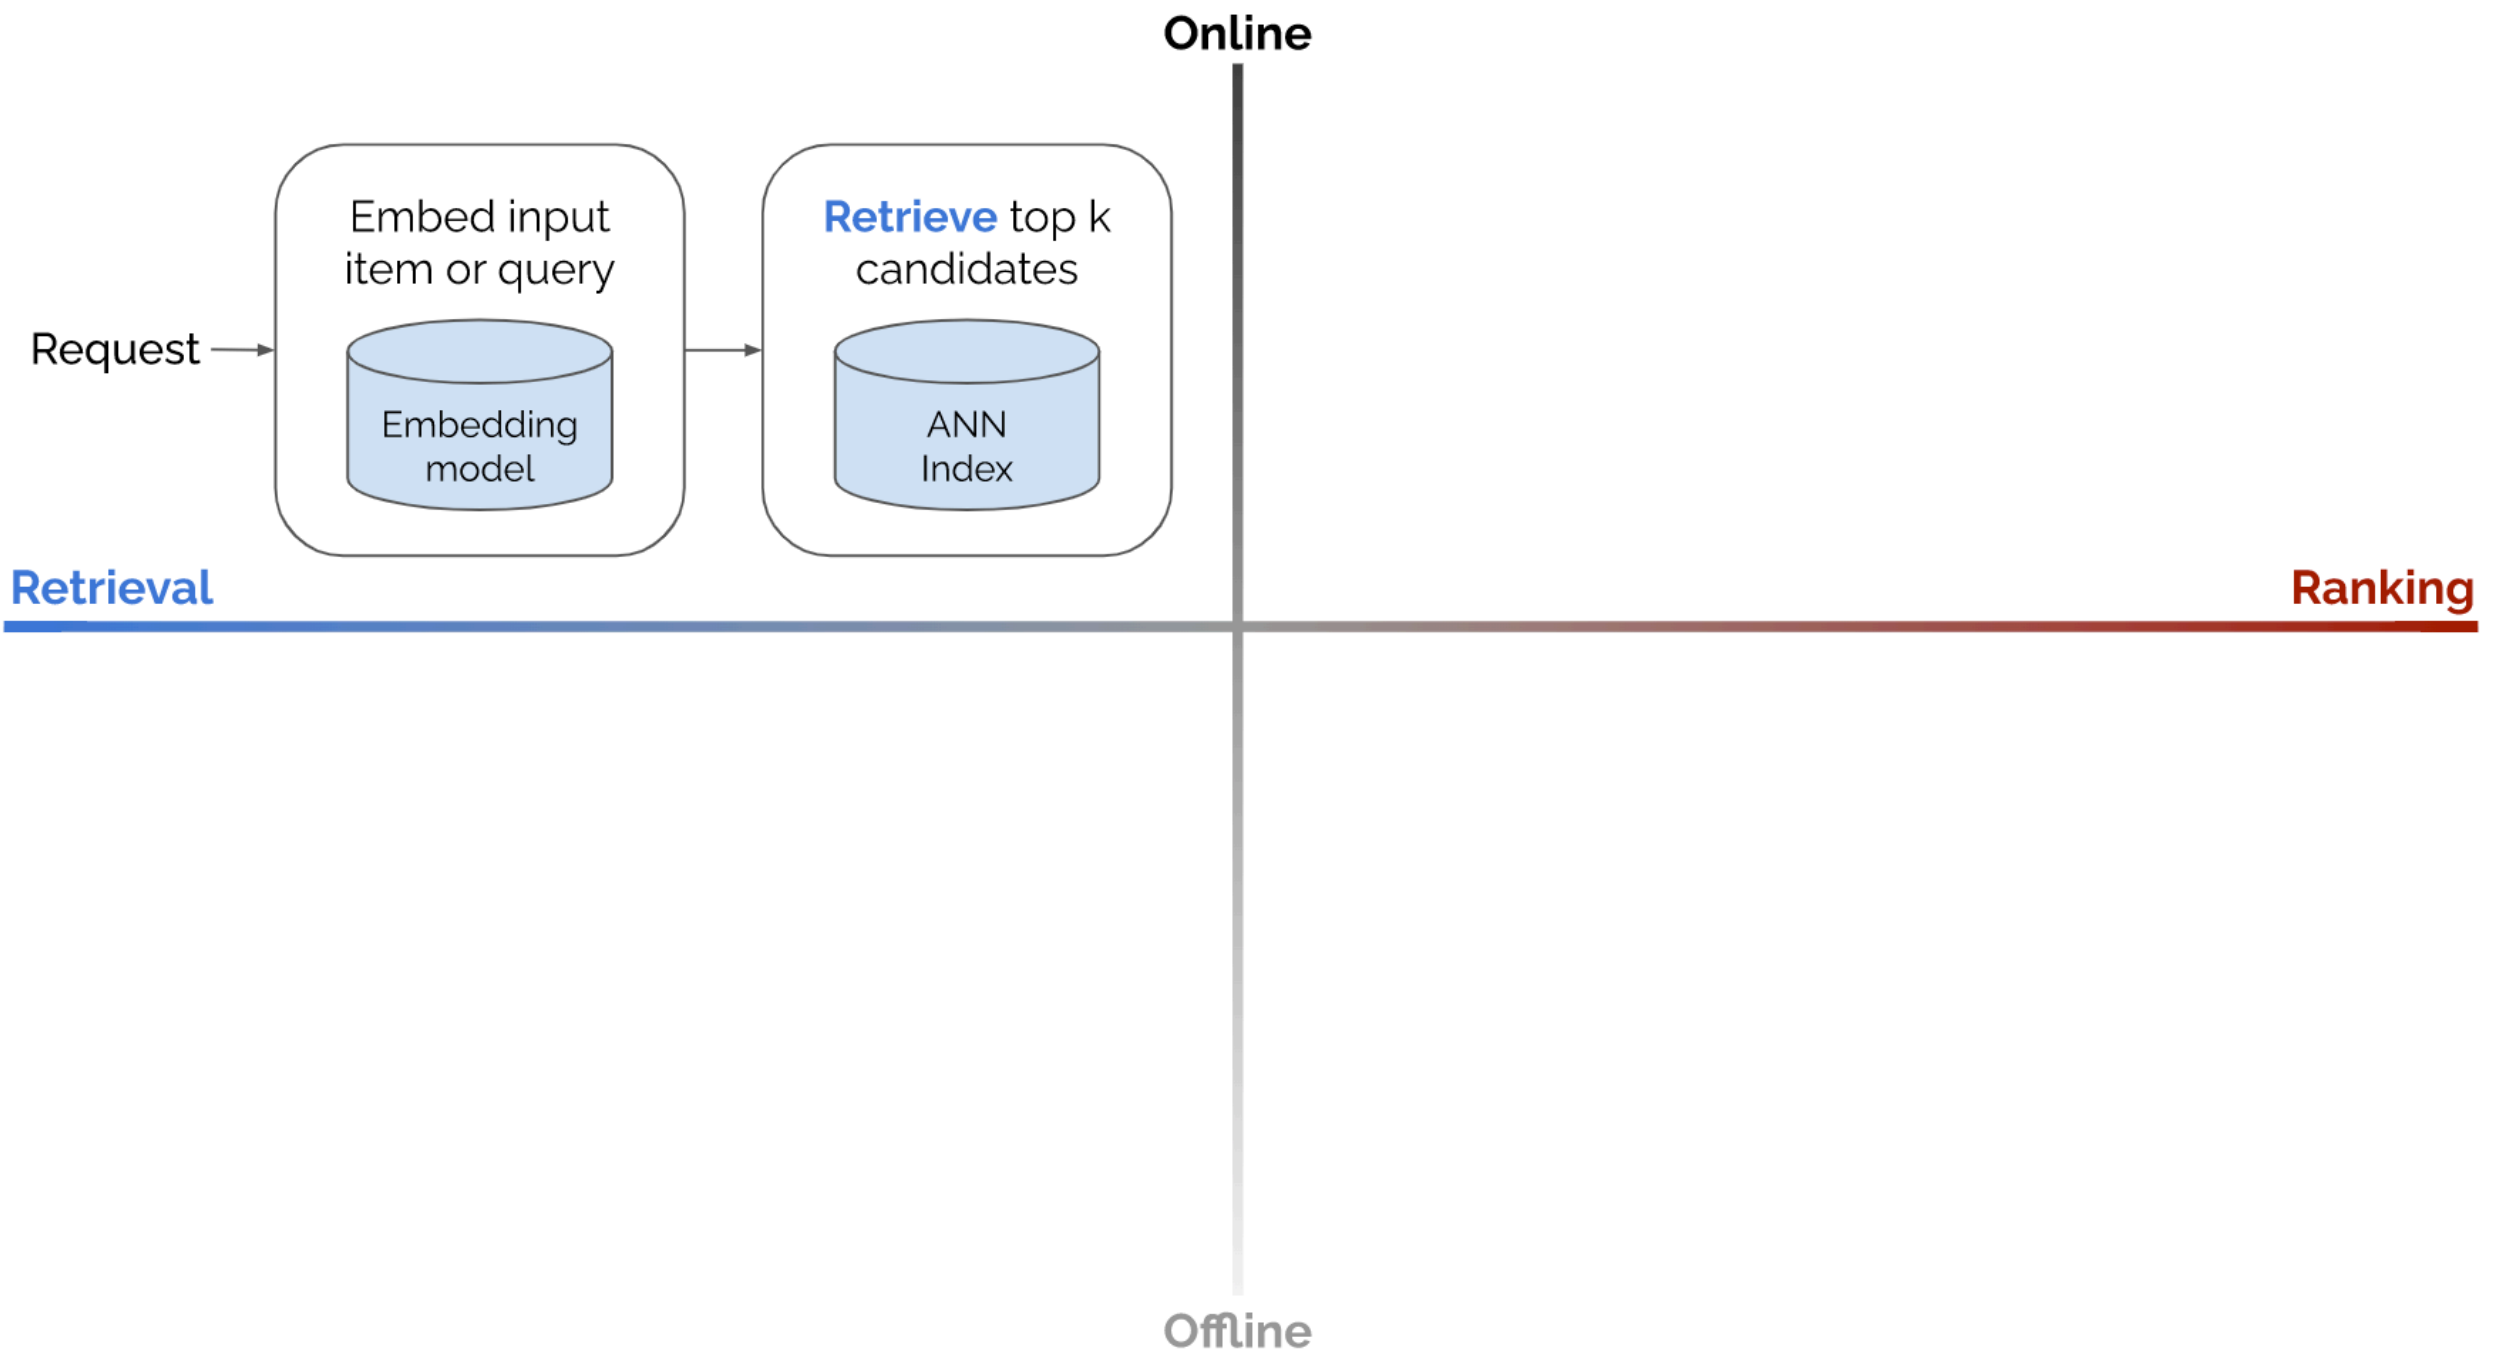 Online
Embed input
item or query
Retrieve top k
candidates
Request
Embedding
model
ANN
Index
Retrieval
Ranking
Offline